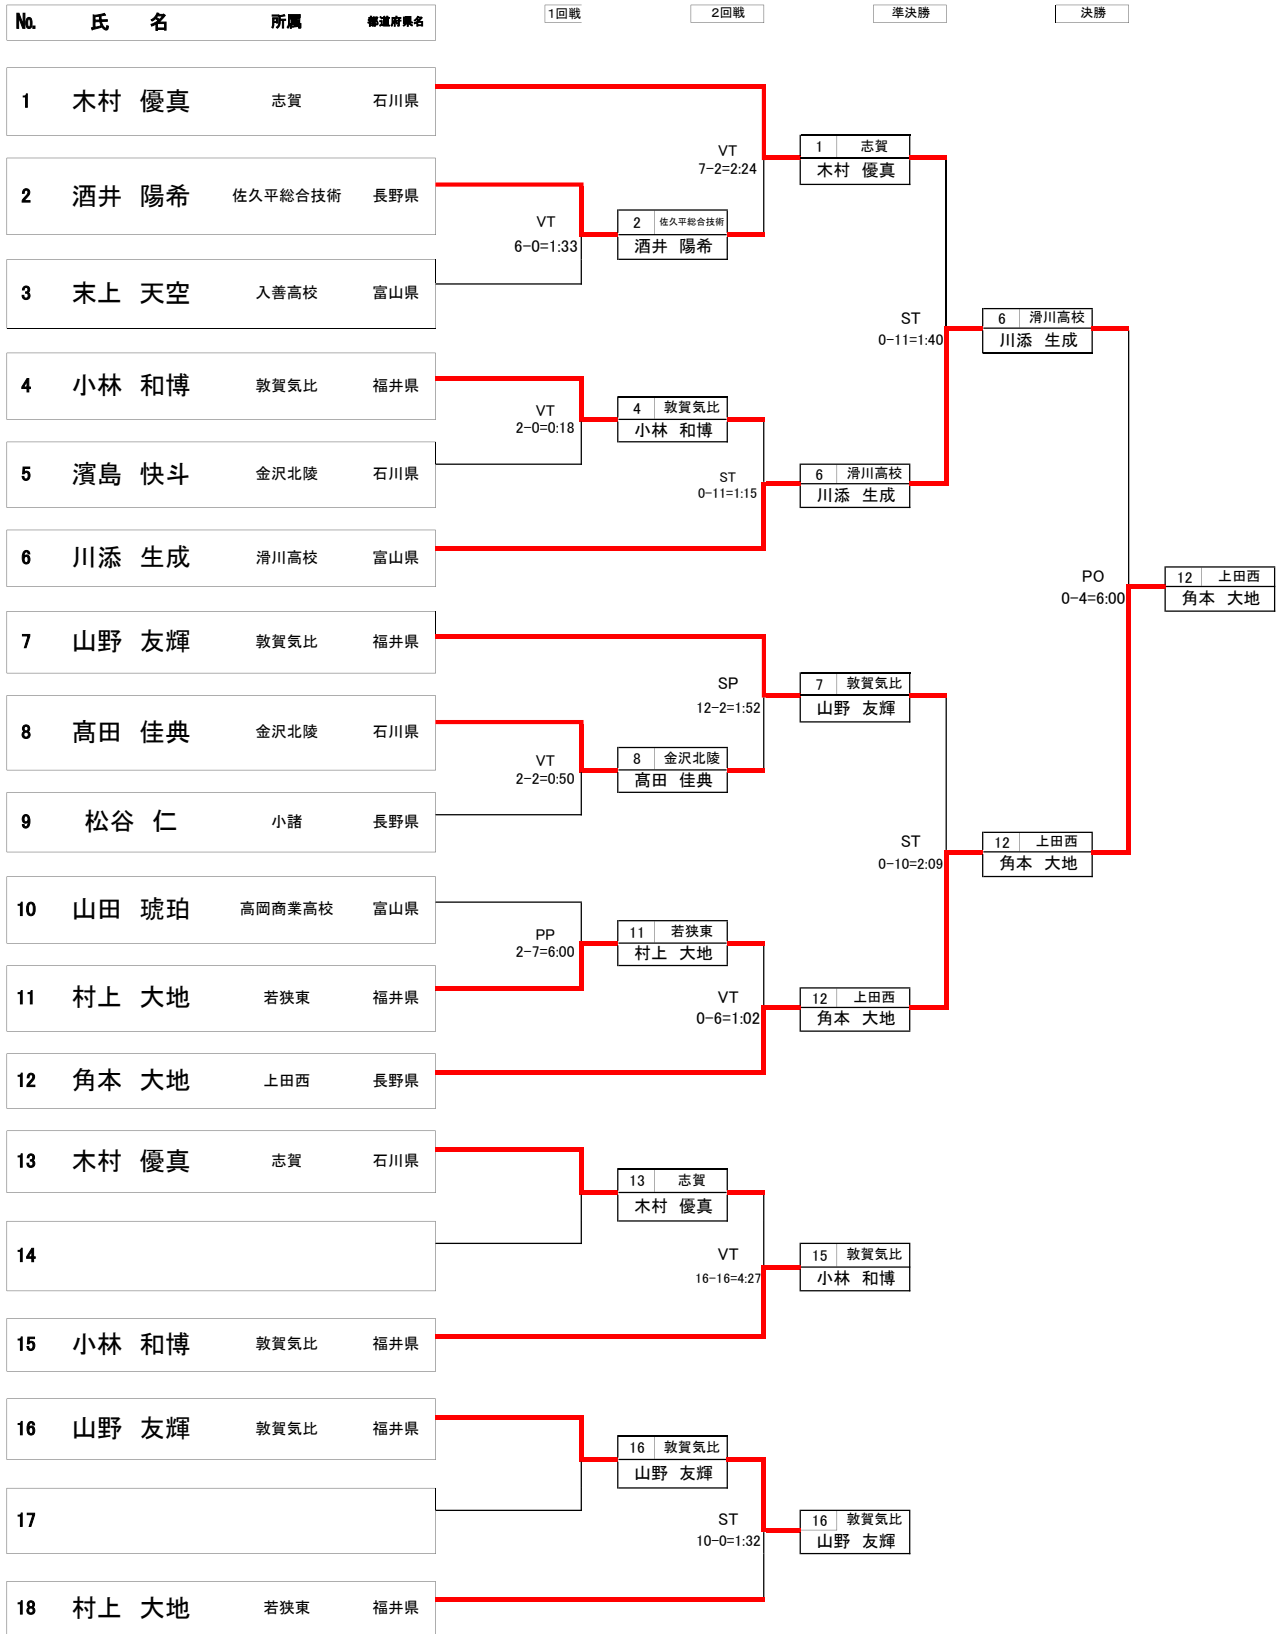 No. 氏 名 所属 都道府県名 1回戦 2回戦 準決勝 決勝
1 木村 優真 志賀 石川県
VT
7-2=2:24
1 志賀
木村 優真
2 酒井 陽希 佐久平総合技術 長野県
VT
6-0=1:33
2 佐久平総合技術
酒井 陽希
3 末上 天空 入善高校 富山県
ST
0-11=1:40
6 滑川高校
川添 生成
4 小林 和博 敦賀気比 福井県
VT
2-0=0:18
4 敦賀気比
小林 和博
5 濱島 快斗 金沢北陵 石川県
ST
0-11=1:15
6 滑川高校
川添 生成
6 川添 生成 滑川高校 富山県
PO
0-4=6:00
12 上田西
角本 大地
7 山野 友輝 敦賀気比 福井県
SP
12-2=1:52
7 敦賀気比
山野 友輝
8 髙田 佳典 金沢北陵 石川県
VT
2-2=0:50
8 金沢北陵
髙田 佳典
9 松谷 仁 小諸 長野県
ST
0-10=2:09
12 上田西
角本 大地
10 山田 琥珀 高岡商業高校 富山県
PP
2-7=6:00
11 若狭東
村上 大地
11 村上 大地 若狭東 福井県
VT
0-6=1:02
12 上田西
角本 大地
12 角本 大地 上田西 長野県
13 木村 優真 志賀 石川県
13 志賀
木村 優真
14
VT
16-16=4:27
15 敦賀気比
小林 和博
15 小林 和博 敦賀気比 福井県
16 山野 友輝 敦賀気比 福井県
16 敦賀気比
山野 友輝
17
ST
10-0=1:32
16 敦賀気比
山野 友輝
18 村上 大地 若狭東 福井県